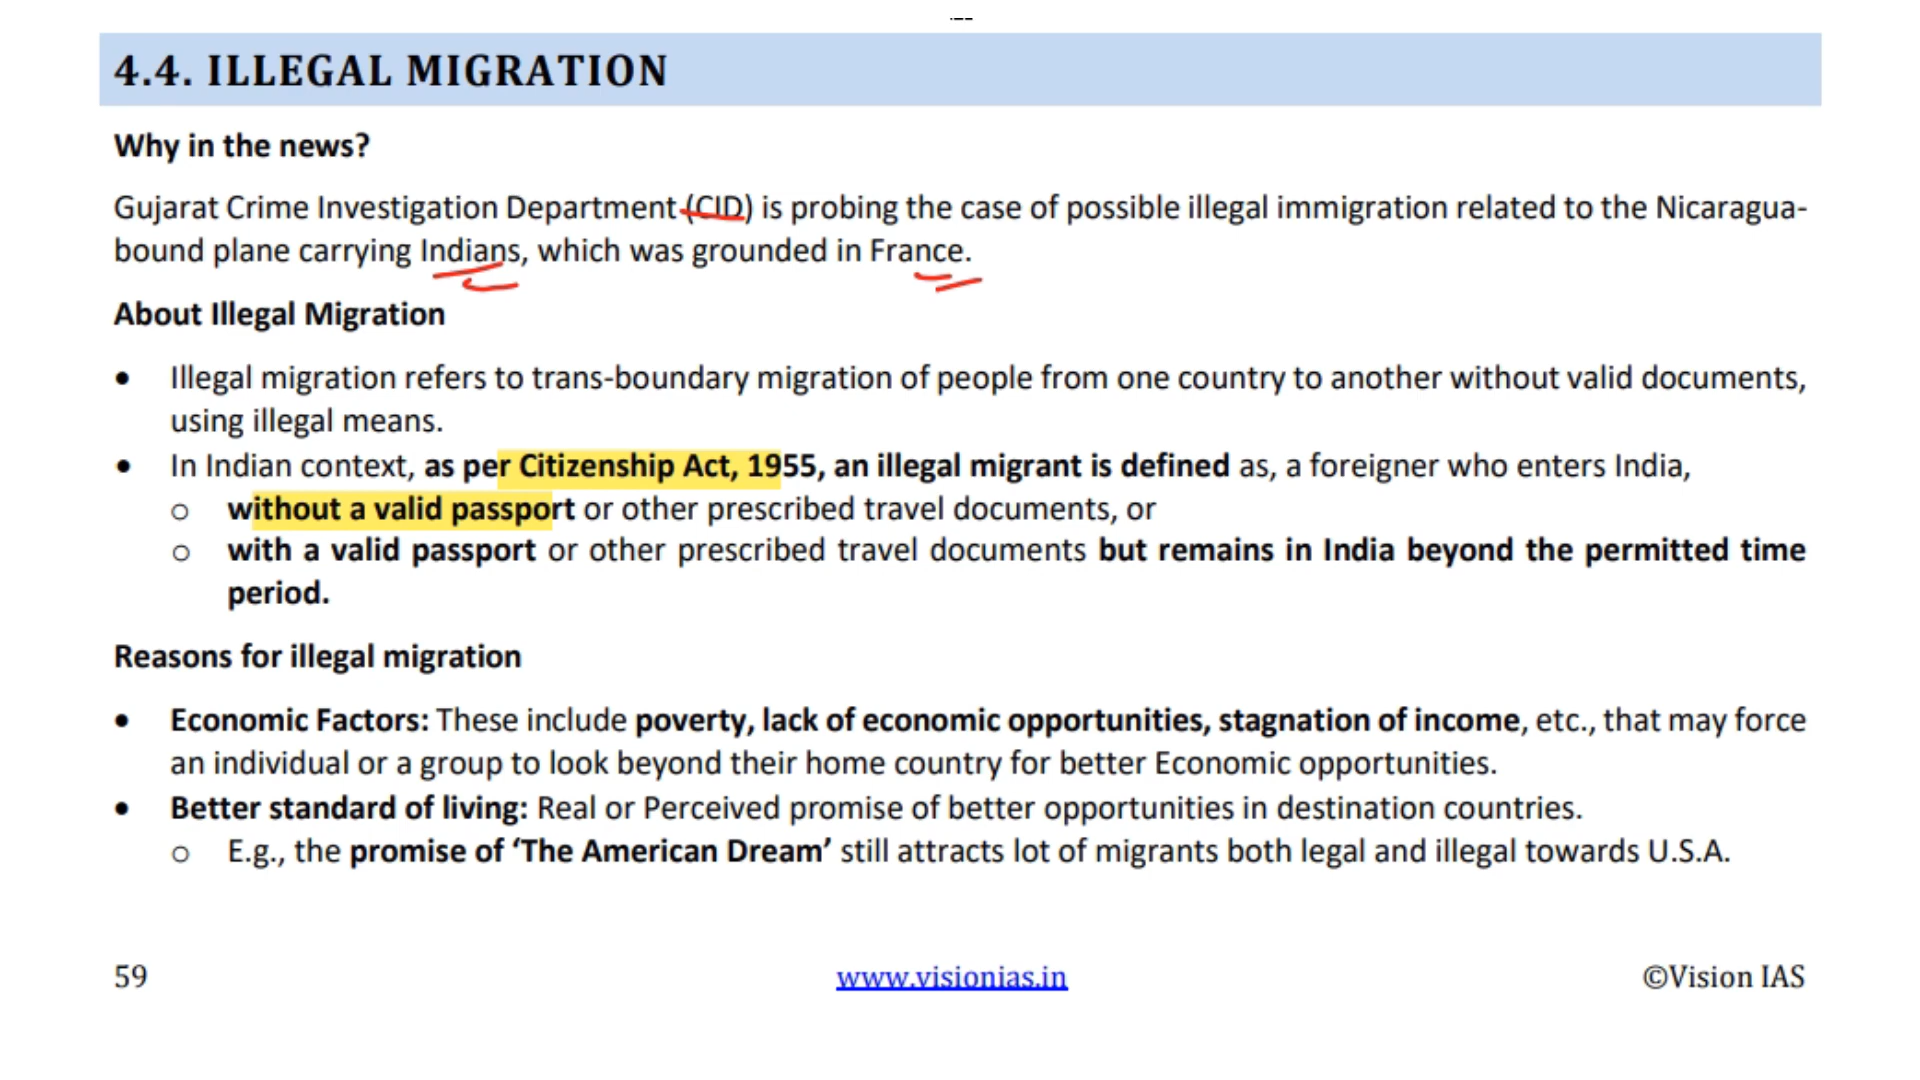 4.4. ILLEGAL MIGRATION
Why in the news?
Gujarat Crime Investigation Department (CID) is probing the case of possible illegal immigration related to the Nicaragua-
bound plane carrying Indians, which was grounded in France.
About Illegal Migration
• Illegal migration refers to trans-boundary migration of people from one country to another without valid documents,
using illegal means.
• In Indian context, as per Citizenship Act, 1955, an illegal migrant is defined as, a foreigner who enters India,
o without a valid passport or other prescribed travel documents, or
o with a valid passport or other prescribed travel documents but remains in India beyond the permitted time
period.
Reasons for illegal migration
• Economic Factors: These include poverty, lack of economic opportunities, stagnation of income, etc., that may force
an individual or a group to look beyond their home country for better Economic opportunities.
• Better standard of living: Real or Perceived promise of better opportunities in destination countries.
o E.g., the promise of ‘The American Dream’ still attracts lot of migrants both legal and illegal towards U.S.A.
59 www.visionias.in ©Vision IAS